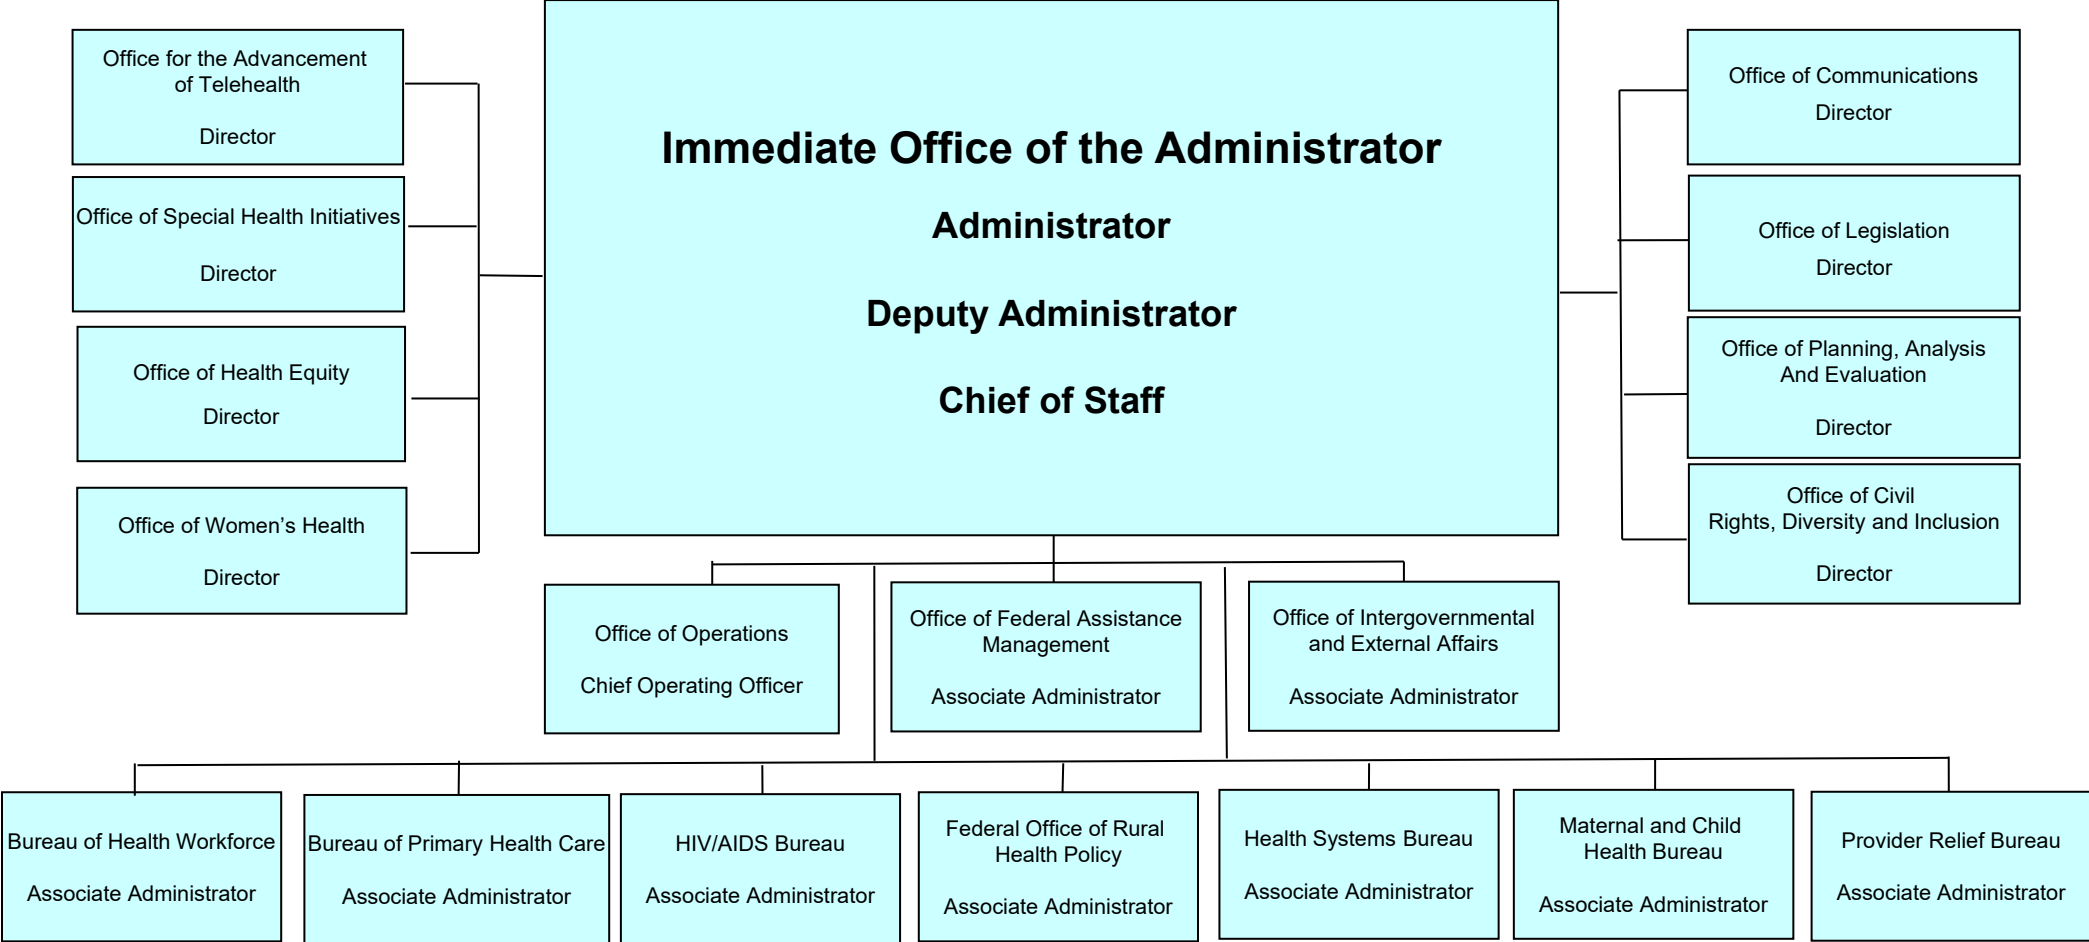 Office for the Advancement
of Telehealth
Director
Office of Special Health Initiatives
Director
Office of Health Equity
Director
Office of Women’s Health
Director
Immediate Office of the Administrator
Administrator
Deputy Administrator
Chief of Staff
Office of Communications
Director
Office of Legislation
Director
Office of Planning, Analysis
And Evaluation
Director
Office of Civil
Rights, Diversity and Inclusion
Director
Office of Operations
Chief Operating Officer
Office of Federal Assistance
Management
Associate Administrator
Office of Intergovernmental
and External Affairs
Associate Administrator
Bureau of Health Workforce
Associate Administrator
Bureau of Primary Health Care
Associate Administrator
HIV/AIDS Bureau
Associate Administrator
Federal Office of Rural
Health Policy
Associate Administrator
Health Systems Bureau
Associate Administrator
Maternal and Child
Health Bureau
Associate Administrator
Provider Relief Bureau
Associate Administrator